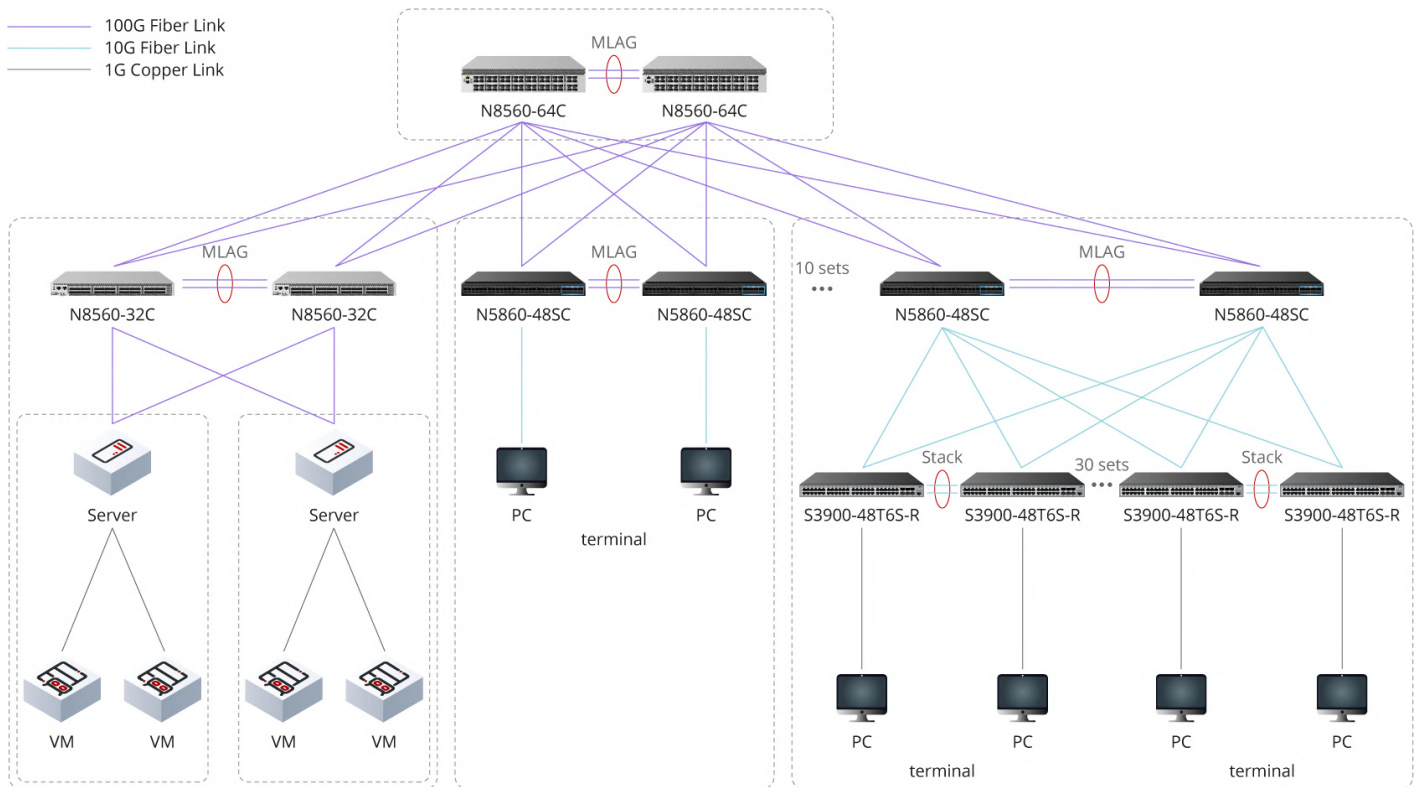 100G Fiber Link
10G Fiber Link
1G Copper Link
MLAG
N8560-64C
N8560-64C
MLAG
MLAG
10 sets
MLAG
N8560-32C
N8560-32C
N5860-48SC
N5860-48SC
N5860-48SC
N5860-48SC
Stack
30 sets
Stack
Server
Server
PC
PC
S3900-48T6S-R
S3900-48T6S-R
S3900-48T6S-R
S3900-48T6S-R
terminal
VM
VM
VM
VM
PC
PC
PC
PC
terminal
terminal